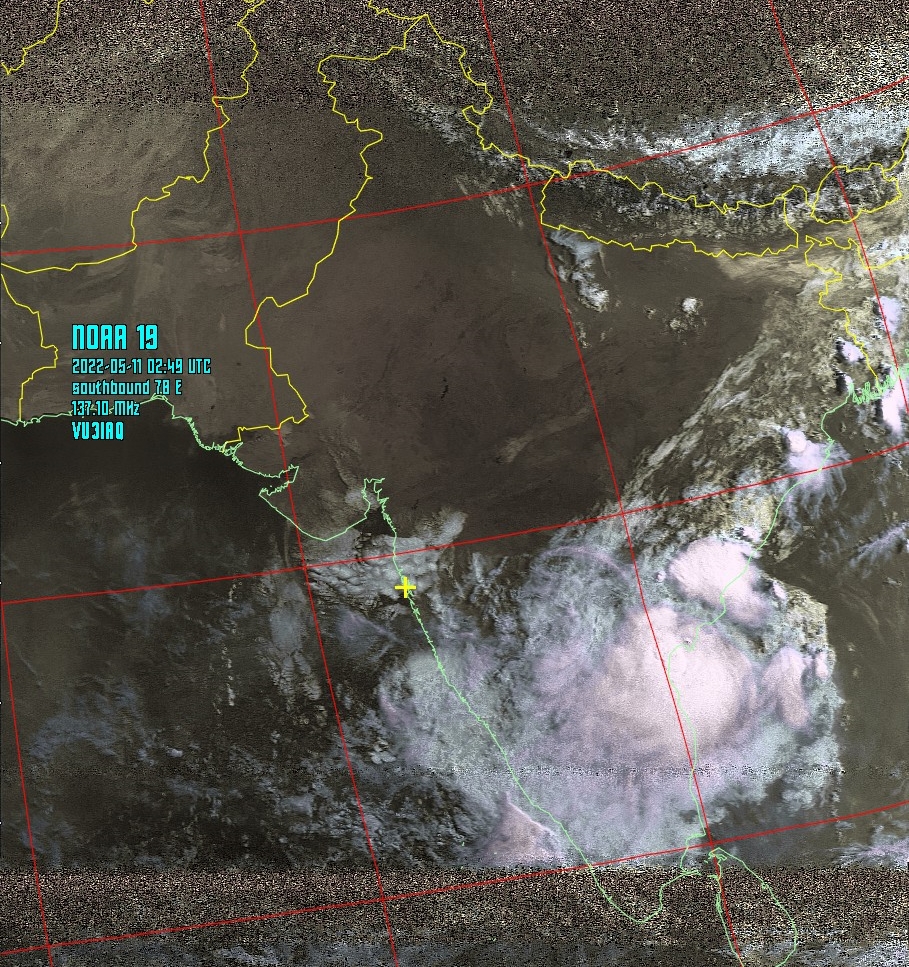 NOAA 19
2022-05-11 02:49 UTC
southbound 78 E
137.10 MHz
VU3IAQ